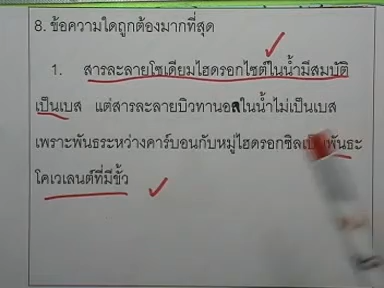 8. ข้อความใดถูกต้องมากที่สุด
1. สารละลายโซเดียมไฮดรอกไซด์ในน้ำมีสมบัติ
เป็นเบส แต่สารละลายบิวทานอลในน้ำไม่เป็นเบส
เพราะพันธระหว่างคาร์บอนกับหมู่ไฮดรอกซิลเป็นพันธะ
โคเวเลนต์ที่มีขั้ว